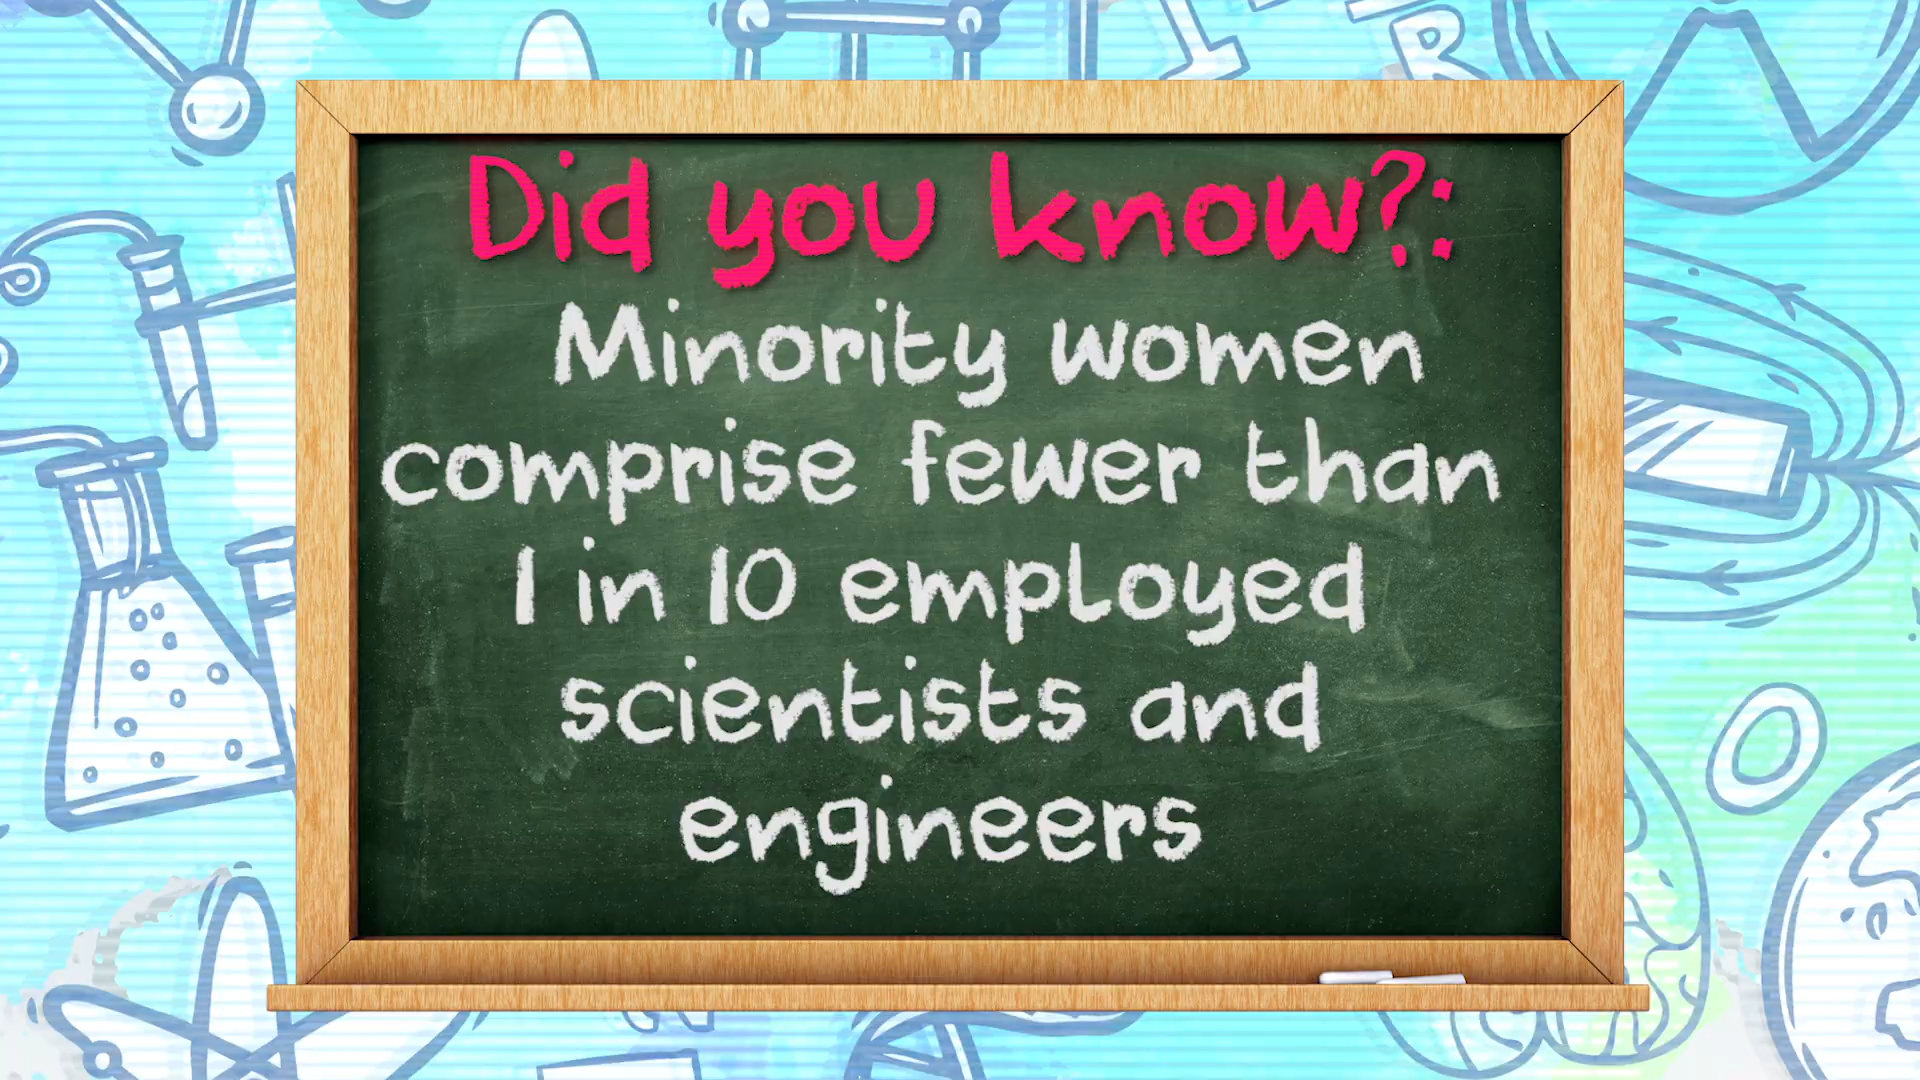 Did you know?:
Minority women
comprise fewer than
1 in 10 employed
scientists and
engineers